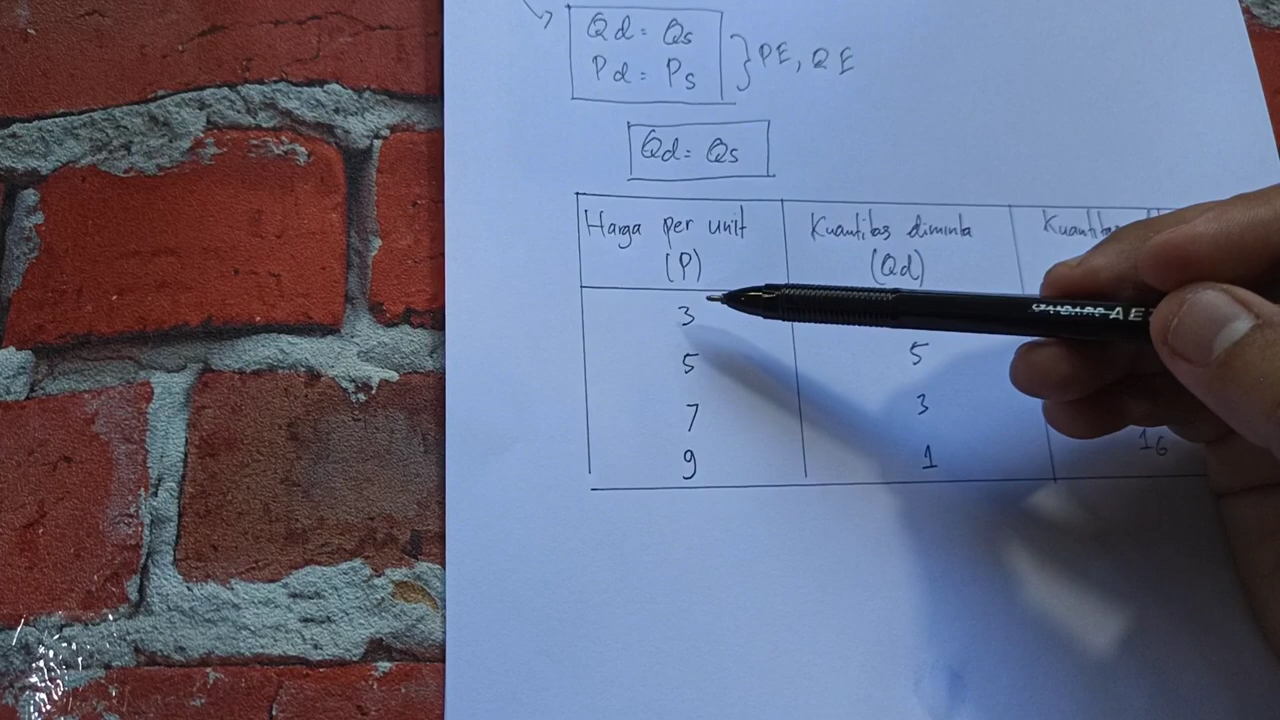 Qd = Qs
Pd = Ps
} PE, QE
Qd = Qs
Harga per unit
(P)
Kuantitas diminta
(Qd)
3
5
5
7
3
9
1
16